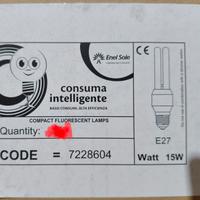 Enel Sole
CE
consuma
intelligente
BASSI CONSUMI, ALTA EFFICIENZA
COMPACT FLUORESCENT LAMPS
Quantity:
E27
CODE = 7228604
Watt 15W